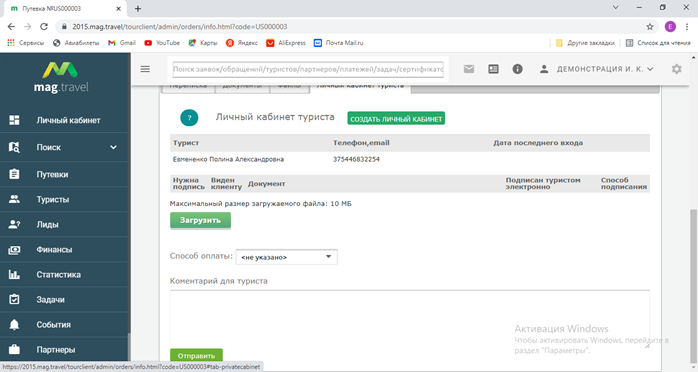 Путевка №US000003
2015.mag.travel/tourclient/admin/orders/info.html?code=US000003
E
Сервисы Авиабилеты Gmail YouTube Карты Яндекс AliExpress Почта Mail.ru Другие закладки Список для чтения
mag.travel
Поиск заявок/обращений/туристов/партнеров/платежей/задач/сертификато
ДЕМОНСТРАЦИЯ И. К.
Переписка Документы Файлы Личный кабинет туриста
Личный кабинет
Поиск
Путевки
Туристы
Лиды
Финансы
Статистика
Задачи
События
Партнеры
? Личный кабинет туриста СОЗДАТЬ ЛИЧНЫЙ КАБИНЕТ
Турист Телефон,email Дата последнего входа
Евмененко Полина Александровна 375446832254
Нужна подпись Виден клиенту Документ Подписан туристом электронно Способ подписания
Максимальный размер загружаемого файла: 10 МБ
Загрузить
Способ оплаты: <не указано>
Коментарий для туриста
Отправить
Активация Windows
Чтобы активировать Windows, перейдите в
раздел "Параметры".
https://2015.mag.travel/tourclient/admin/orders/info.html?code=US000003#tab-privatecabinet